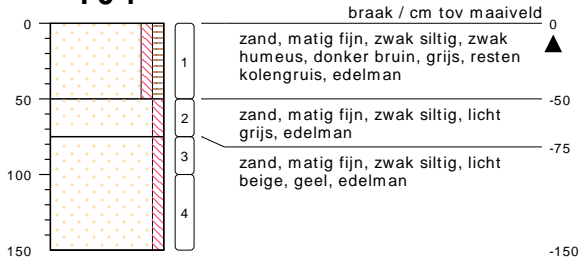 braak / cm tov maaiveld
0
0
zand, matig fijn, zwak siltig, zwak
humeus, donker bruin, grijs, resten
kolengruis, edelman
1
50
-50
zand, matig fijn, zwak siltig, licht
grijs, edelman
2
-75
zand, matig fijn, zwak siltig, licht
beige, geel, edelman
3
100
4
150
-150